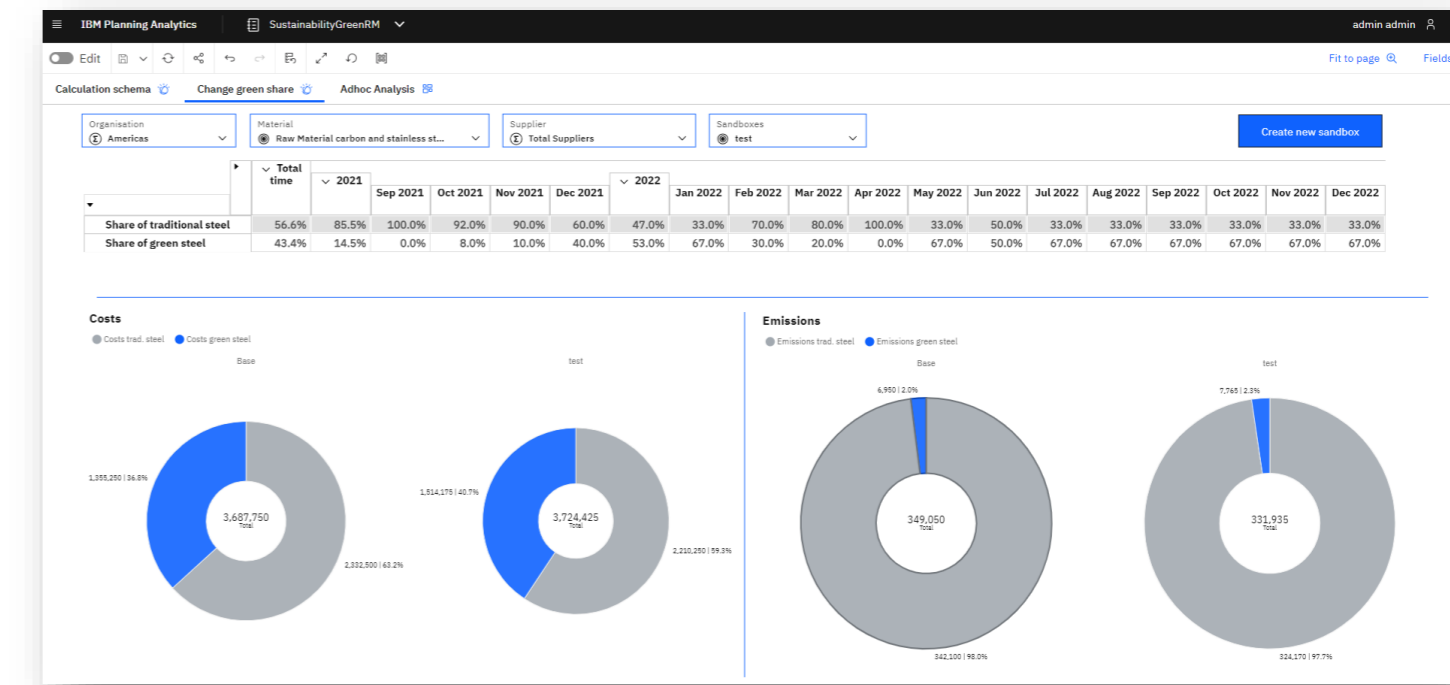 IBM Planning Analytics SustainabilityGreenRM admin admin
Edit Fit to page Fields
Calculation schema Change green share Adhoc Analysis
Organisation Material Supplier Sandboxes
Americas Raw Material carbon and stainless st... Total Suppliers test Create new sandbox
Total time 2021 Sep 2021 Oct 2021 Nov 2021 Dec 2021 2022 Jan 2022 Feb 2022 Mar 2022 Apr 2022 May 2022 Jun 2022 Jul 2022 Aug 2022 Sep 2022 Oct 2022 Nov 2022 Dec 2022
Share of traditional steel 56.6% 85.5% 100.0% 92.0% 90.0% 60.0% 47.0% 33.0% 70.0% 80.0% 100.0% 33.0% 50.0% 33.0% 33.0% 33.0% 33.0% 33.0% 33.0%
Share of green steel 43.4% 14.5% 0.0% 8.0% 10.0% 40.0% 53.0% 67.0% 30.0% 20.0% 0.0% 67.0% 50.0% 67.0% 67.0% 67.0% 67.0% 67.0% 67.0%
Costs
Costs trad. steel Costs green steel
Base test
1,355,250 | 36.8%
3,687,750
Total
2,332,500 | 63.2%
1,514,175 | 40.7%
3,724,425
Total
2,210,250 | 59.3%
Emissions
Emissions trad. steel Emissions green steel
Base test
6,950 | 2.0%
349,050
Total
342,100 | 98.0%
7,765 | 2.3%
331,935
Total
324,170 | 97.7%